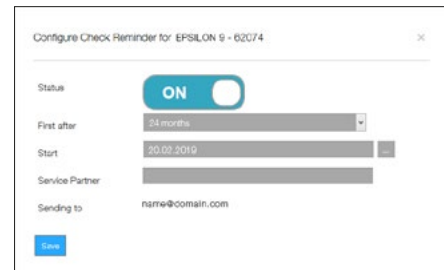 Configure Check Reminder for EPSILON 9 - 62074 ×
Status ON
First after 24 months
Start 20.02.2019 ...
Service Partner
Sending to name@comain.com
Save